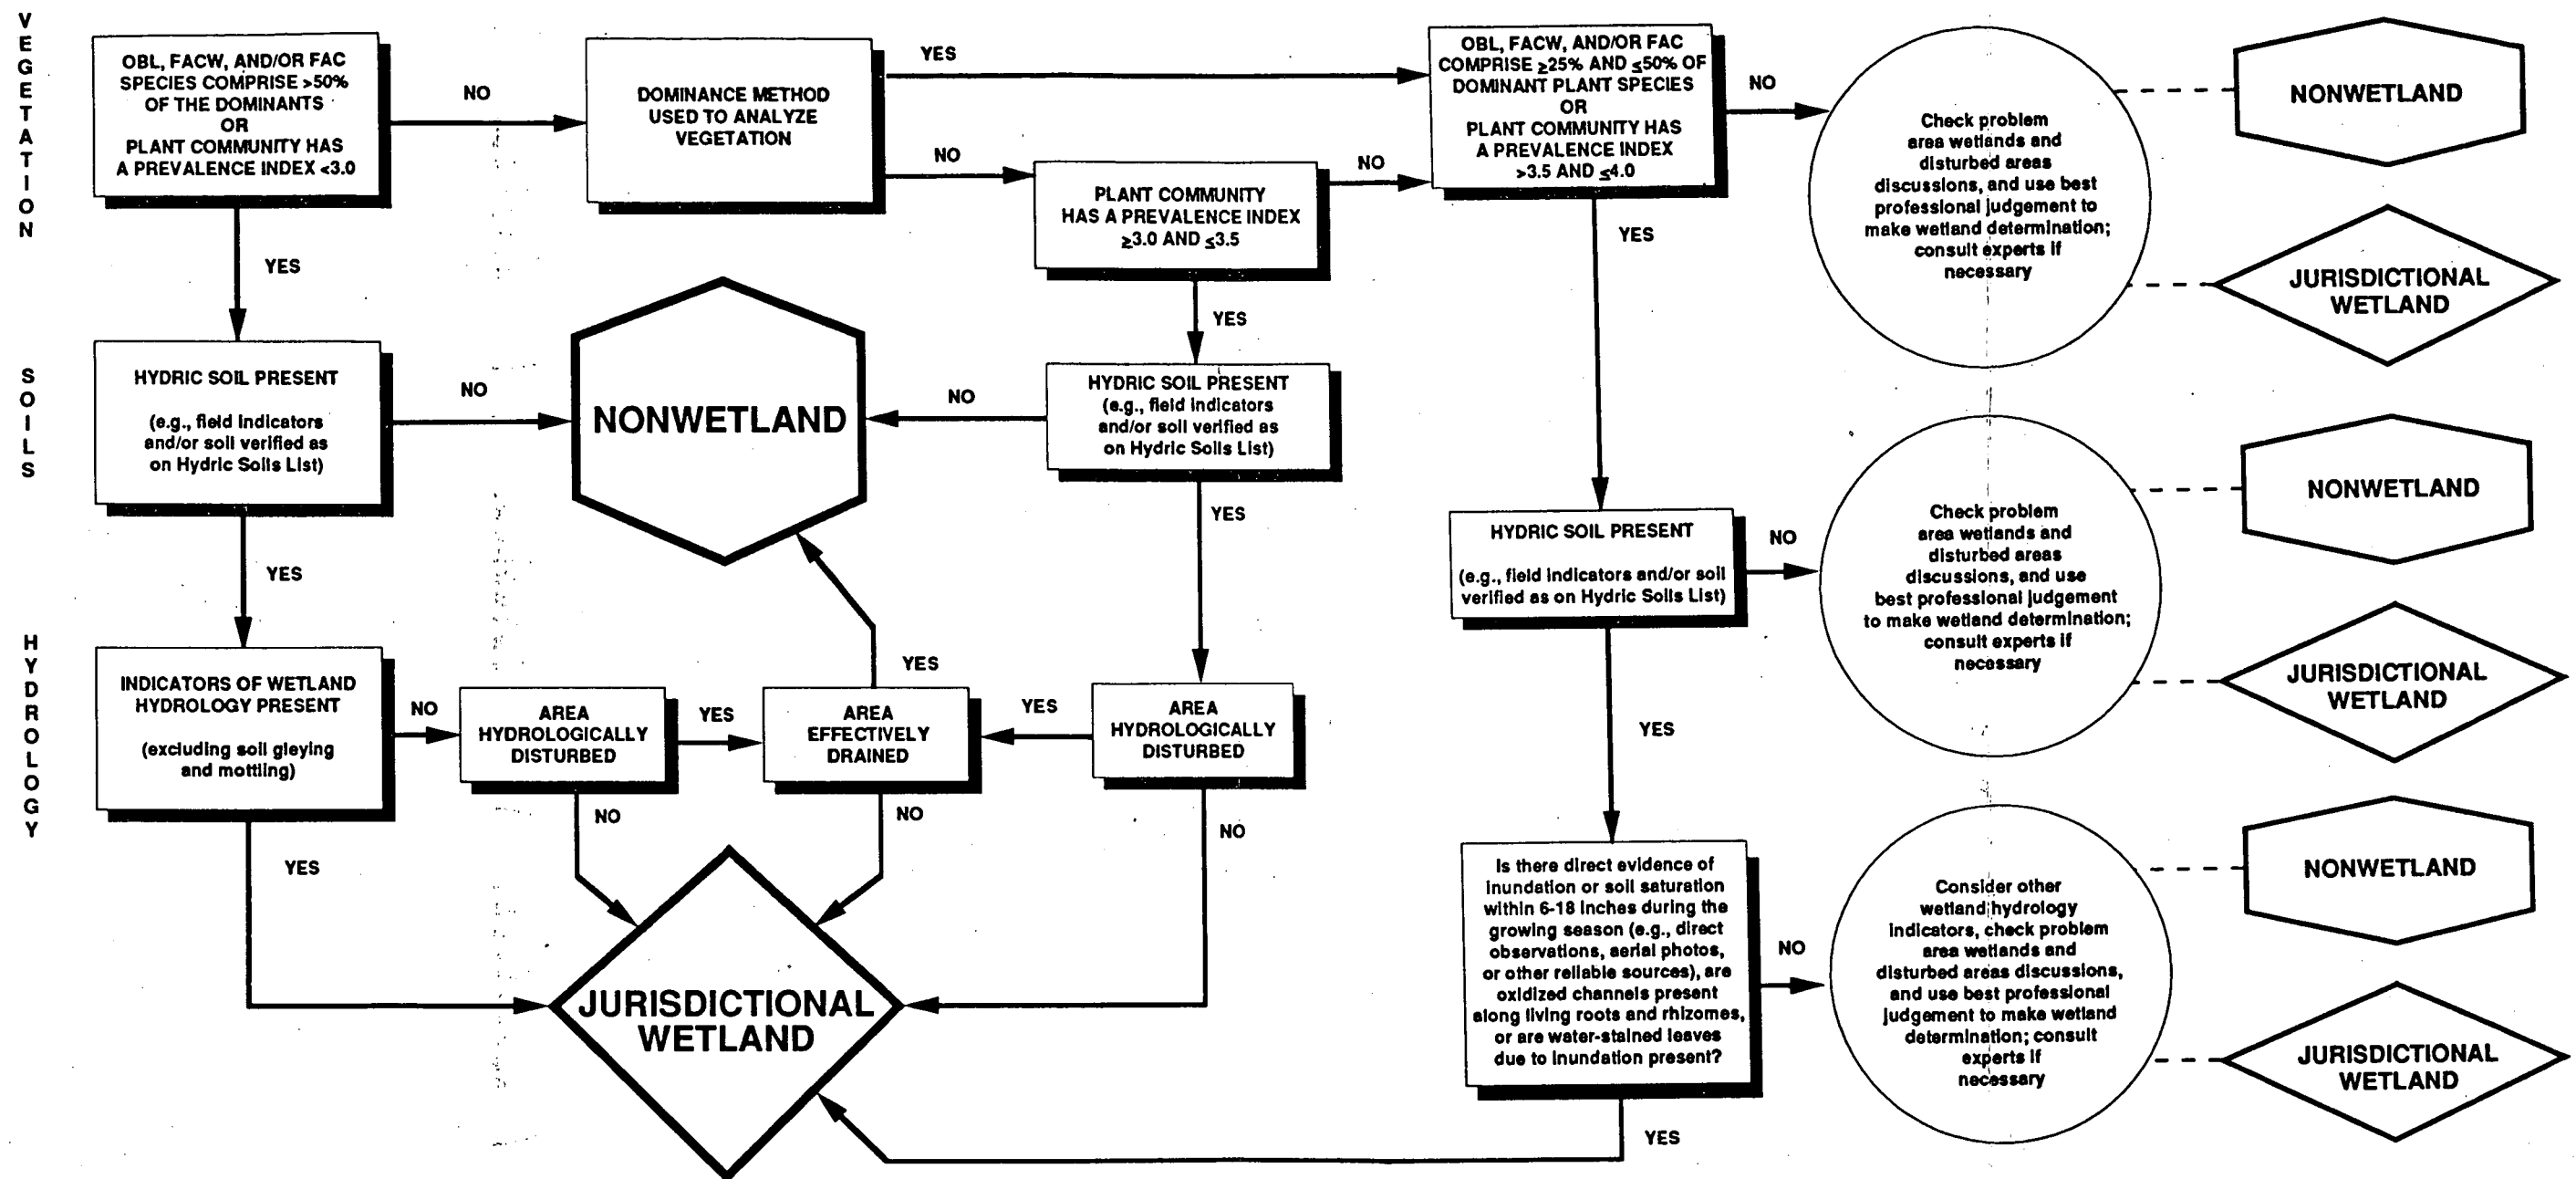 VEGETATION
OBL, FACW, AND/OR FAC
SPECIES COMPRISE >50%
OF THE DOMINANTS
OR
PLANT COMMUNITY HAS
A PREVALENCE INDEX <3.0
NO
YES
DOMINANCE METHOD
USED TO ANALYZE
VEGETATION
YES
NO
PLANT COMMUNITY
HAS A PREVALENCE INDEX
≥3.0 AND ≤3.5
NO
YES
OBL, FACW, AND/OR FAC
COMPRISE ≥25% AND ≤50% OF
DOMINANT PLANT SPECIES
OR
PLANT COMMUNITY HAS
A PREVALENCE INDEX
>3.5 AND ≤4.0
NO
YES
Check problem
area wetlands and
disturbed areas
discussions, and use best
professional judgement to
make wetland determination;
consult experts if
necessary
NONWETLAND
JURISDICTIONAL
WETLAND
SOILS
HYDRIC SOIL PRESENT
(e.g., field indicators
and/or soil verified as
on Hydric Soils List)
NO
YES
NONWETLAND
NO
HYDRIC SOIL PRESENT
(e.g., field indicators
and/or soil verified as
on Hydric Soils List)
YES
HYDRIC SOIL PRESENT
(e.g., field indicators and/or soil
verified as on Hydric Soils List)
NO
YES
Check problem
area wetlands and
disturbed areas
discussions, and use
best professional judgement
to make wetland determination;
consult experts if
necessary
NONWETLAND
JURISDICTIONAL
WETLAND
HYDROLOGY
INDICATORS OF WETLAND
HYDROLOGY PRESENT
(excluding soil gleying
and mottling)
NO
YES
AREA
HYDROLOGICALLY
DISTURBED
YES
NO
AREA
EFFECTIVELY
DRAINED
YES
NO
YES
AREA
HYDROLOGICALLY
DISTURBED
NO
JURISDICTIONAL
WETLAND
Is there direct evidence of
inundation or soil saturation
within 6-18 inches during the
growing season (e.g., direct
observations, aerial photos,
or other reliable sources), are
oxidized channels present
along living roots and rhizomes,
or are water-stained leaves
due to inundation present?
NO
YES
Consider other
wetland hydrology
indicators, check problem
area wetlands and
disturbed areas discussions,
and use best professional
judgement to make wetland
determination; consult
experts if
necessary
NONWETLAND
JURISDICTIONAL
WETLAND